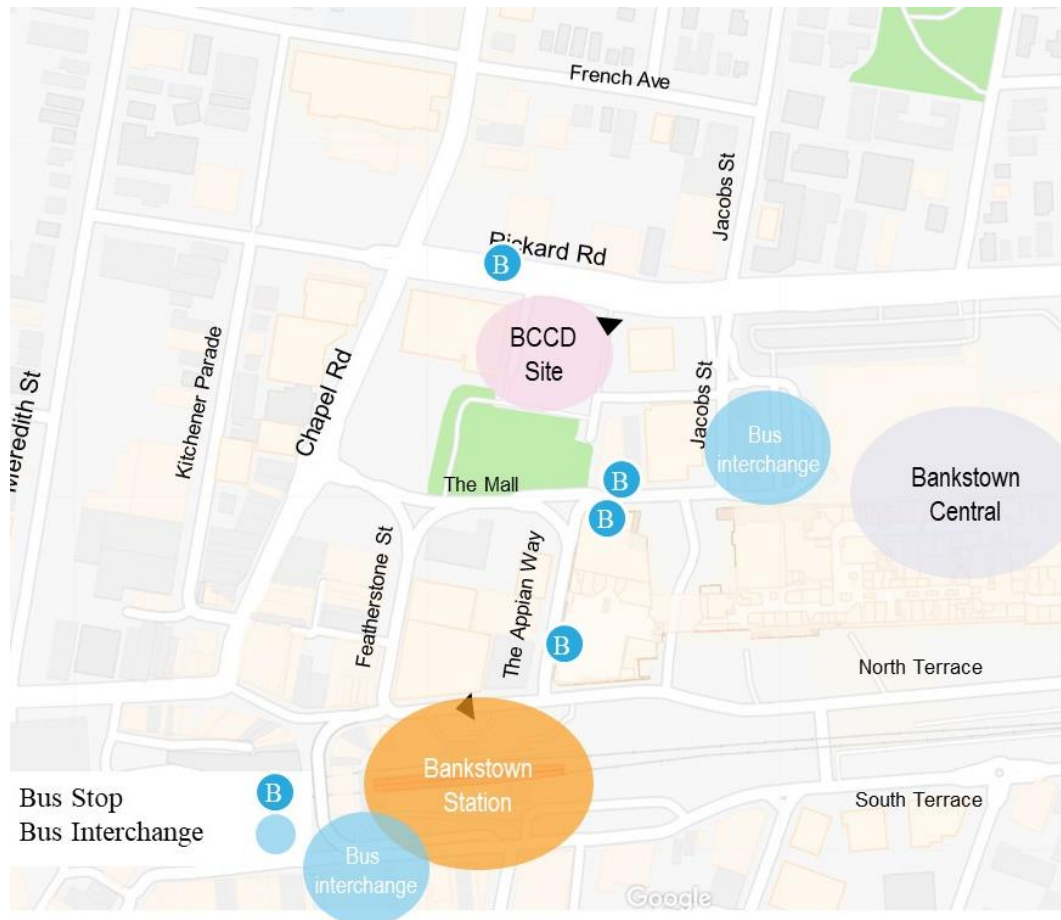 French Ave
Jacobs St
Rickard Rd
B
BCCD
Site
Meredith St
Kitchener Parade
Chapel Rd
Jacobs St
Bus
interchange
Bankstown
Central
The Mall
B
B
Featherstone St
The Appian Way
B
North Terrace
Bankstown
Station
South Terrace
Bus Stop B
Bus Interchange
Bus
interchange
Google